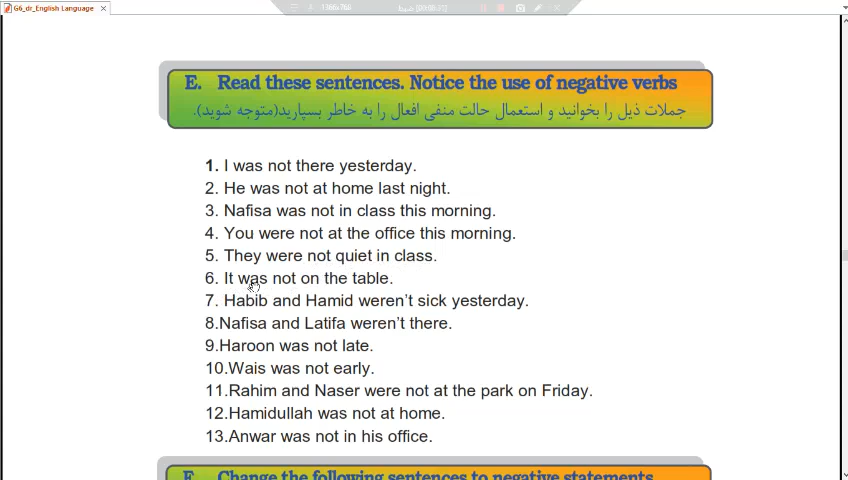 G6_dr_English Language
1366x768
ضبط [00:06:31]
E. Read these sentences. Notice the use of negative verbs
جملات ذیل را بخوانید و استعمال حالت منفی افعال را به خاطر بسپارید(متوجه شوید).
1. I was not there yesterday.
2. He was not at home last night.
3. Nafisa was not in class this morning.
4. You were not at the office this morning.
5. They were not quiet in class.
6. It was not on the table.
7. Habib and Hamid weren't sick yesterday.
8.Nafisa and Latifa weren't there.
9.Haroon was not late.
10.Wais was not early.
11.Rahim and Naser were not at the park on Friday.
12.Hamidullah was not at home.
13.Anwar was not in his office.
F. Change the following sentences to negative statements